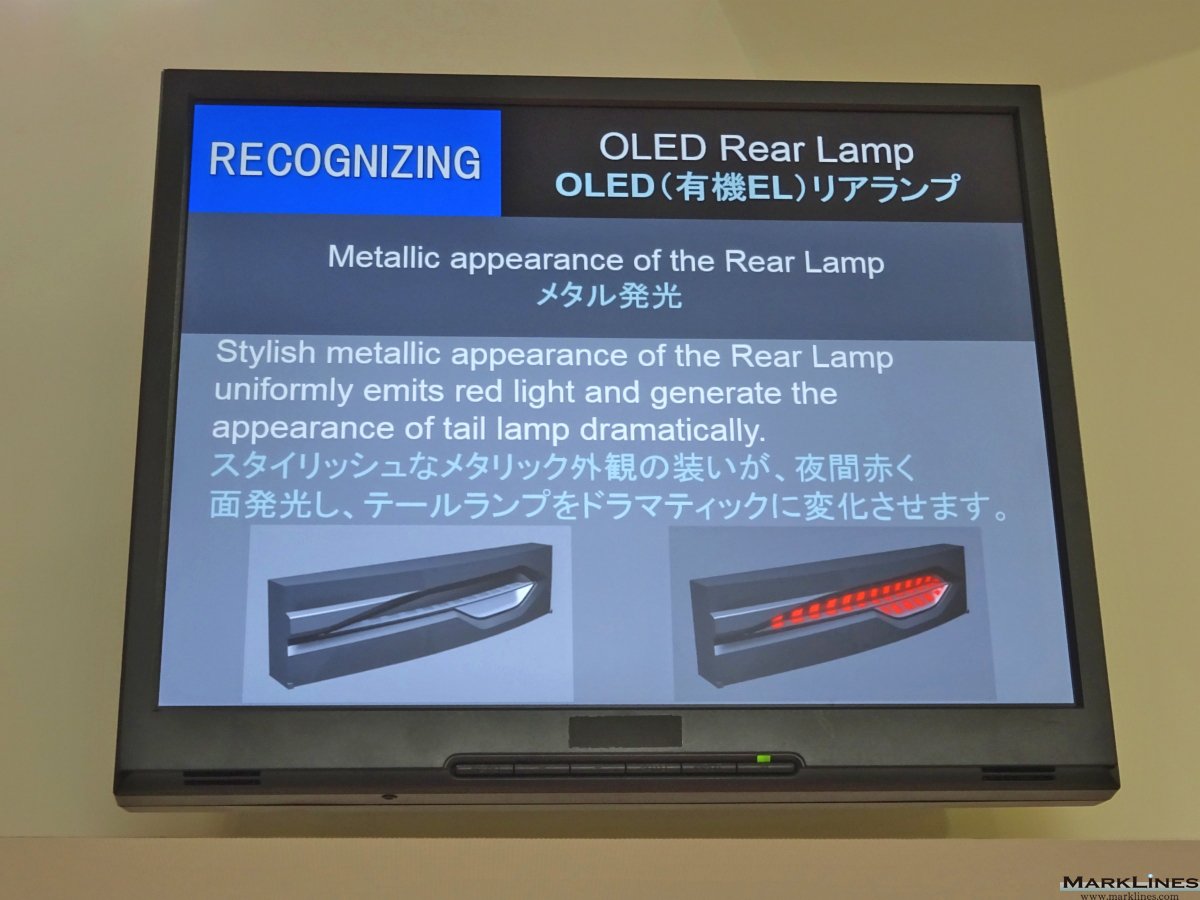 RECOGNIZING
OLED Rear Lamp
OLED（有機EL）リアランプ
Metallic appearance of the Rear Lamp
メタル発光
Stylish metallic appearance of the Rear Lamp
uniformly emits red light and generate the
appearance of tail lamp dramatically.
スタイリッシュなメタリック外観の装いが、夜間赤く
面発光し、テールランプをドラマティックに変化させます。
MARKLINES
www.marklines.com